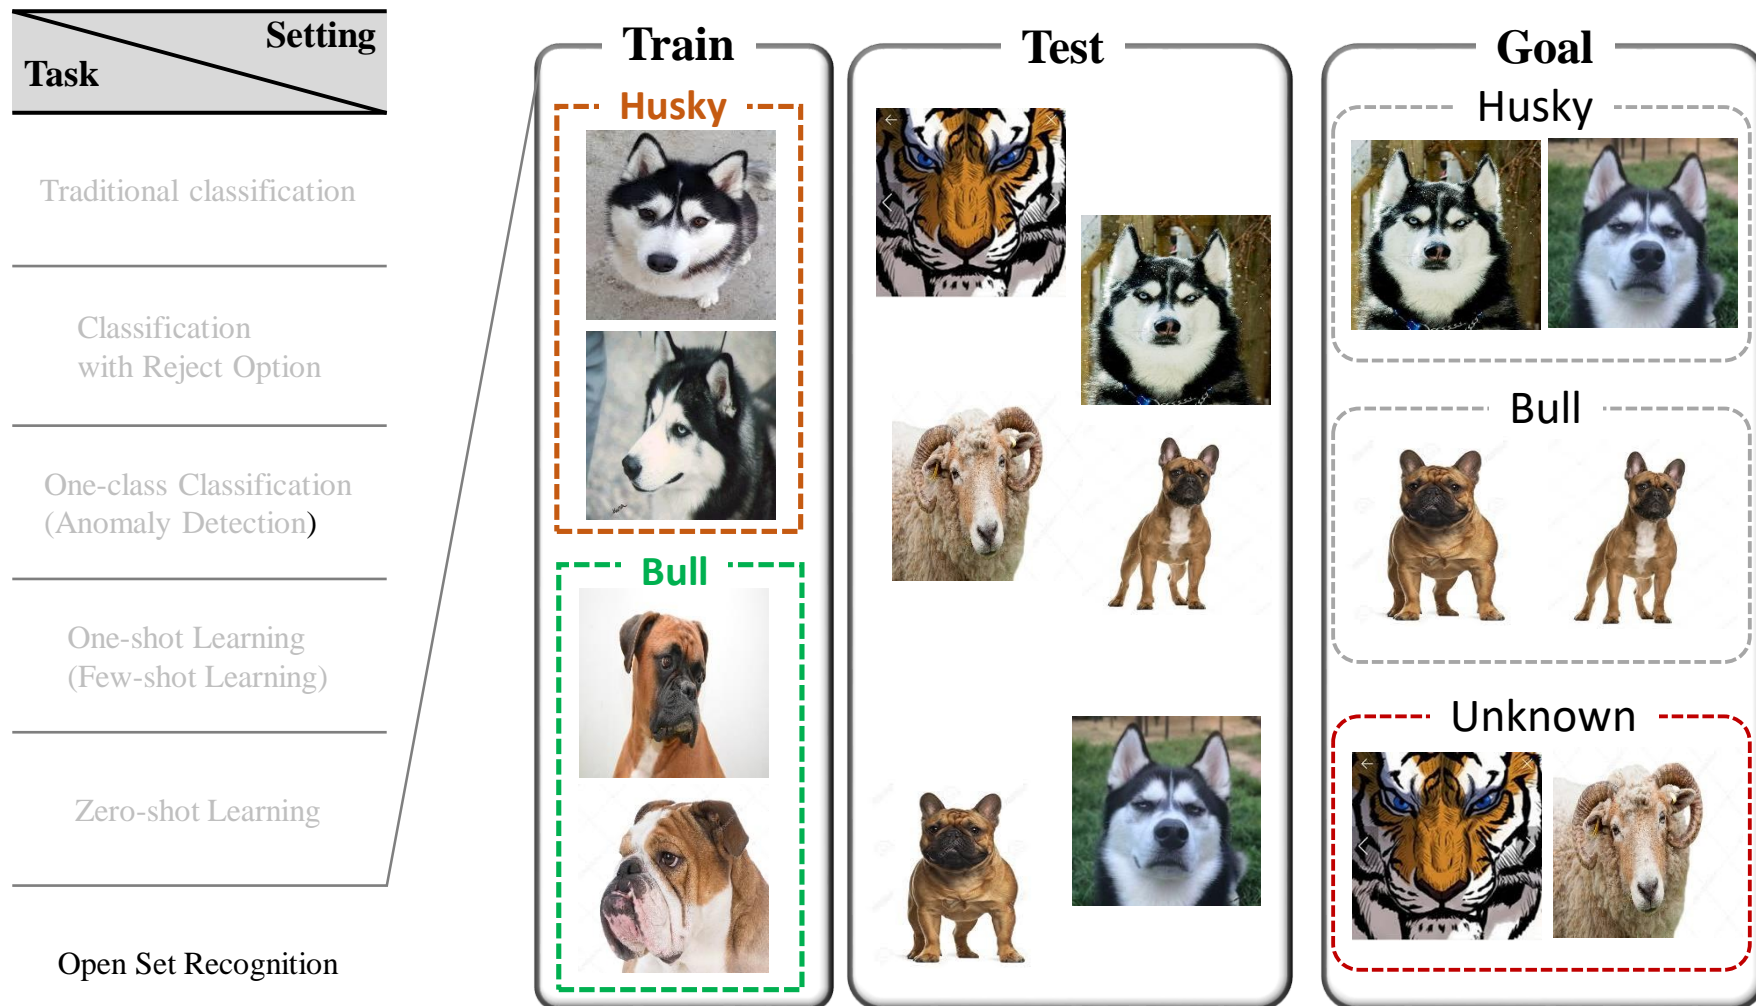 Setting
Task
Traditional classification
Classification
with Reject Option
One-class Classification
(Anomaly Detection)
One-shot Learning
(Few-shot Learning)
Zero-shot Learning
Open Set Recognition
Train
Husky
Bull
Test
Goal
Husky
Bull
Unknown